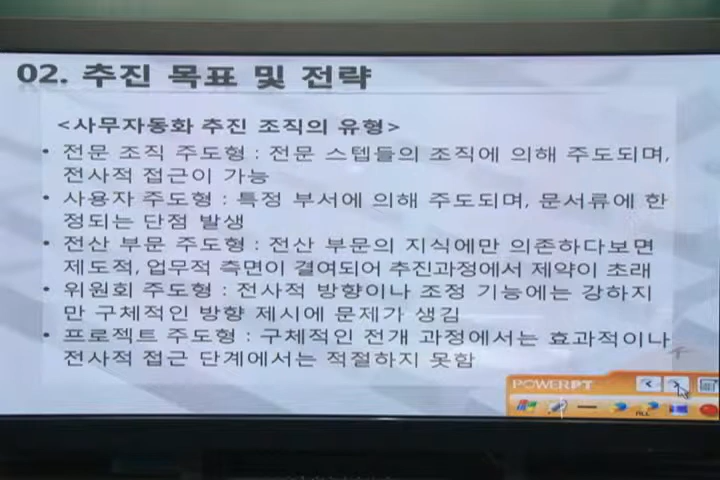 02. 추진 목표 및 전략
<사무자동화 추진 조직의 유형>
• 전문 조직 주도형 : 전문 스텝들의 조직에 의해 주도되며,
전사적 접근이 가능
• 사용자 주도형 : 특정 부서에 의해 주도되며, 문서류에 한
정되는 단점 발생
• 전산 부문 주도형 : 전산 부문의 지식에만 의존하다보면
제도적, 업무적 측면이 결여되어 추진과정에서 제약이 초래
• 위원회 주도형 : 전사적 방향이나 조정 기능에는 강하지
만 구체적인 방향 제시에 문제가 생김
• 프로젝트 주도형 : 구체적인 전개 과정에서는 효과적이나
전사적 접근 단계에서는 적절하지 못함
POWERPT
ALL